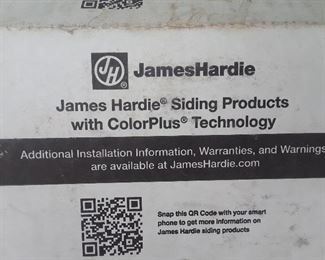 JH JamesHardie
James Hardie® Siding Products
with ColorPlus® Technology
Additional Installation Information, Warranties, and Warnings
are available at JamesHardie.com
Snap this QR Code with your smart
phone to get more information on
James Hardie siding products